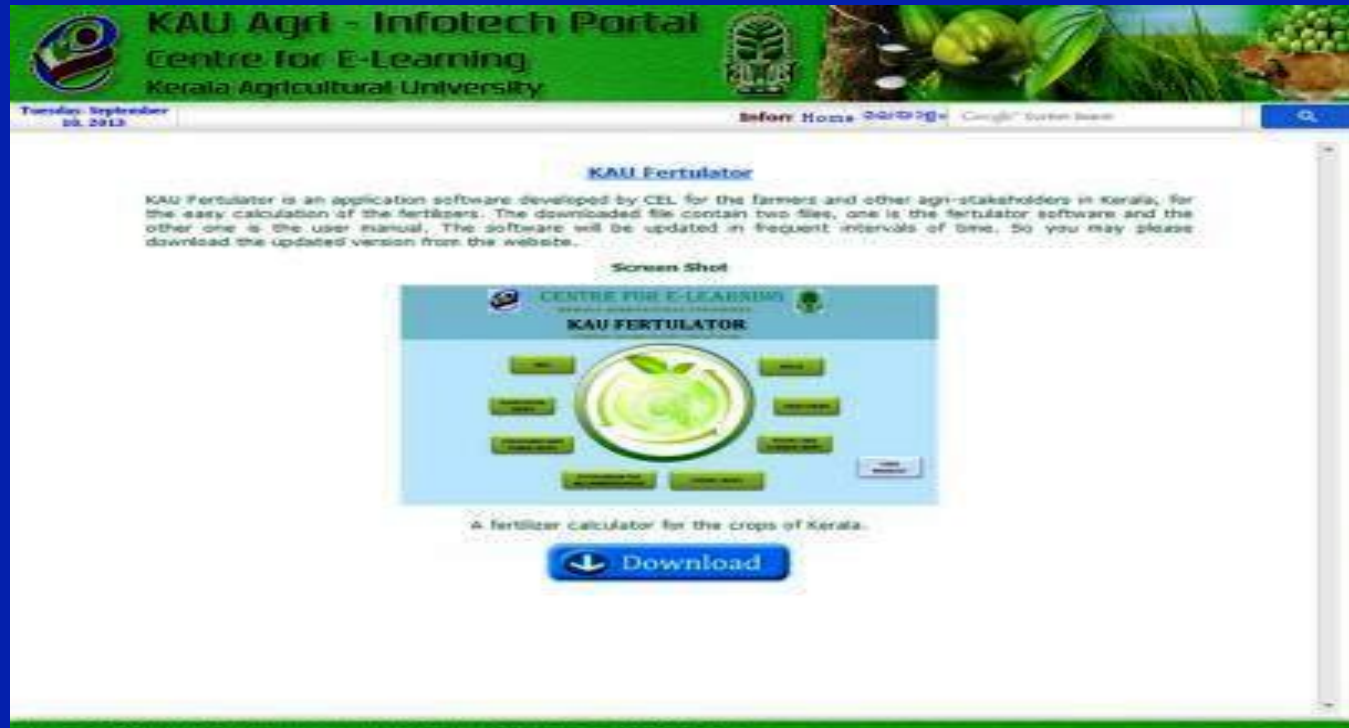 KAU Agri - Infotech Portal
Centre for E-Learning
Kerala Agricultural University
Tuesday, September
10, 2013
Infor Home മലയാളം Google™ Custom Search
KAU Fertulator
KAU Fertulator is an application software developed by CEL for the farmers and other agri-stakeholders in Kerala, for
the easy calculation of the fertilizers. The downloaded file contain two files, one is the fertulator software and the
other one is the user manual. The software will be updated in frequent intervals of time. So you may please
download the updated version from the website.
Screen Shot
CENTRE FOR E-LEARNING
KAU FERTULATOR
A fertilizer calculator for the crops of Kerala.
Download